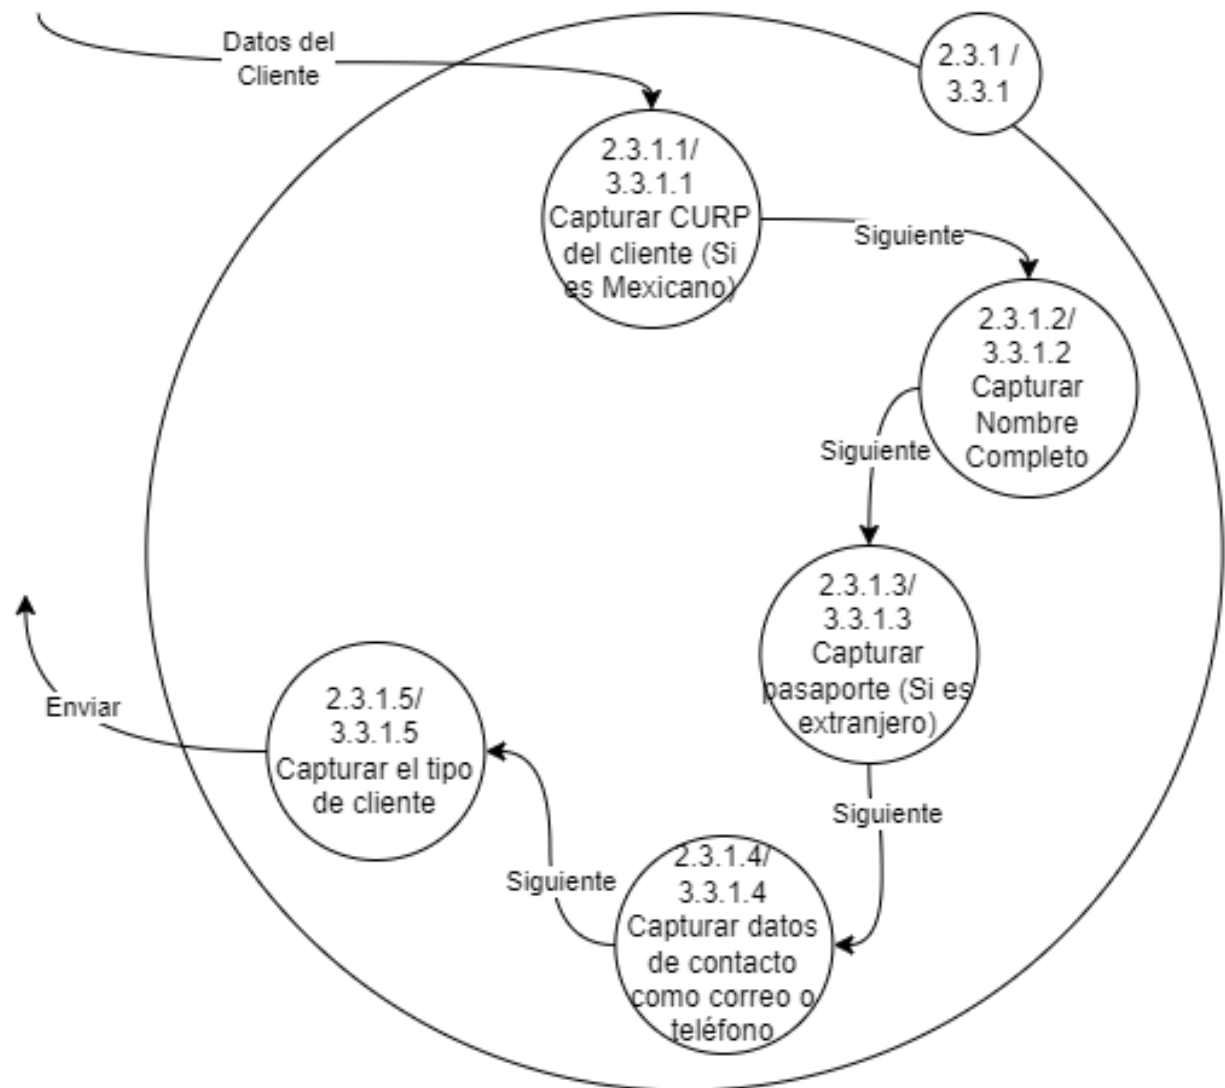 Datos del
Cliente
2.3.1 /
3.3.1
2.3.1.1/
3.3.1.1
Capturar CURP
del cliente (Si
es Mexicano)
Siguiente
2.3.1.2/
3.3.1.2
Capturar
Nombre
Completo
Siguiente
2.3.1.3/
3.3.1.3
Capturar
pasaporte (Si es
extranjero)
Siguiente
2.3.1.4/
3.3.1.4
Capturar datos
de contacto
como correo o
teléfono
Siguiente
2.3.1.5/
3.3.1.5
Capturar el tipo
de cliente
Enviar